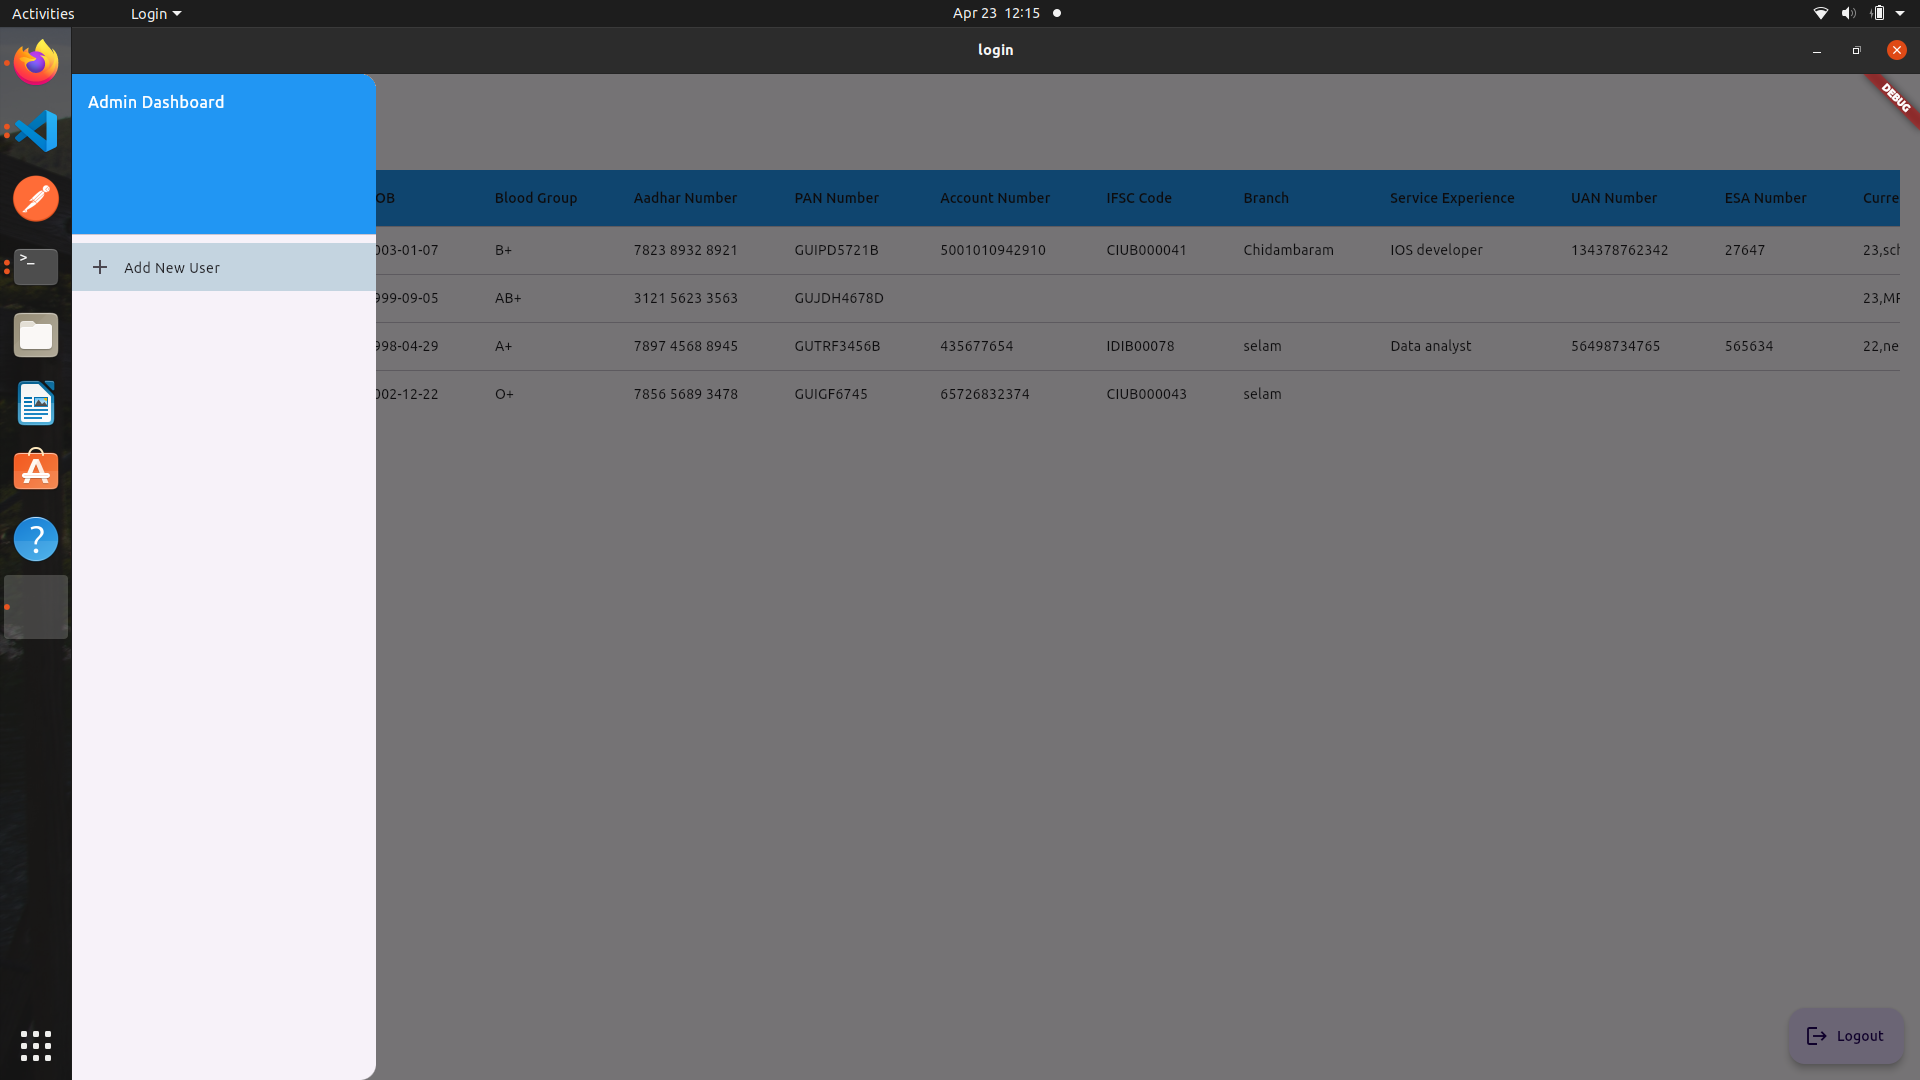 Activities Login Apr 23 12:15
login
Admin Dashboard
DEBUG
OB Blood Group Aadhar Number PAN Number Account Number IFSC Code Branch Service Experience UAN Number ESA Number Curre
003-01-07 B+ 7823 8932 8921 GUIPD5721B 5001010942910 CIUB000041 Chidambaram IOS developer 134378762342 27647 23,sch
Add New User
999-09-05 AB+ 3121 5623 3563 GUJDH4678D 23,MF
998-04-29 A+ 7897 4568 8945 GUTRF3456B 435677654 IDIB00078 selam Data analyst 56498734765 565634 22,ne
002-12-22 O+ 7856 5689 3478 GUIGF6745 65726832374 CIUB000043 selam
Logout